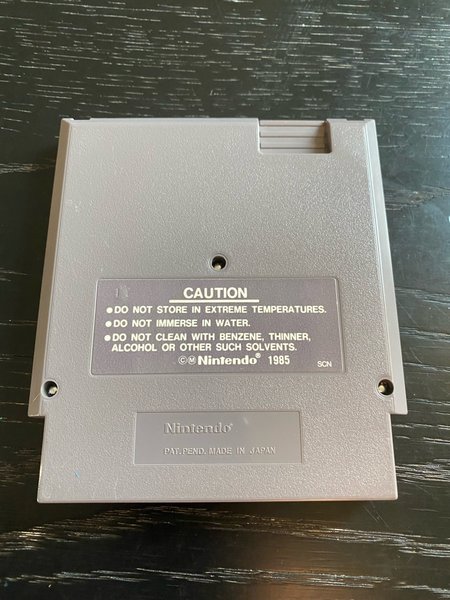 CAUTION
● DO NOT STORE IN EXTREME TEMPERATURES.
● DO NOT IMMERSE IN WATER.
● DO NOT CLEAN WITH BENZENE, THINNER,
ALCOHOL OR OTHER SUCH SOLVENTS.
©Ⓜ Nintendo® 1985 SCN
Nintendo®
PAT.PEND. MADE IN JAPAN